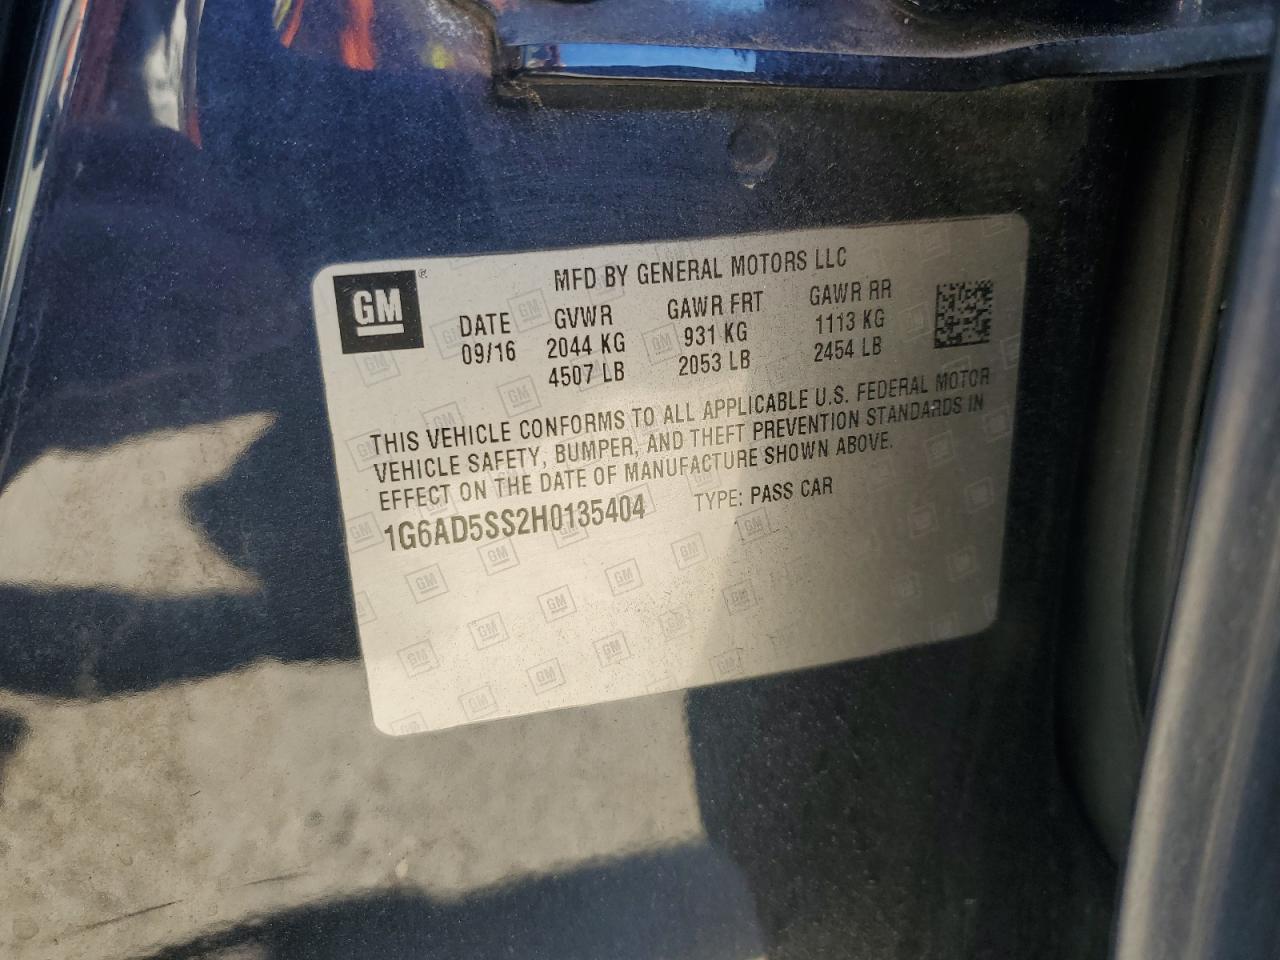 GM ®
MFD BY GENERAL MOTORS LLC
DATE GVWR GAWR FRT GAWR RR
09/16 2044 KG 931 KG 1113 KG
4507 LB 2053 LB 2454 LB
THIS VEHICLE CONFORMS TO ALL APPLICABLE U.S. FEDERAL MOTOR
VEHICLE SAFETY, BUMPER, AND THEFT PREVENTION STANDARDS IN
EFFECT ON THE DATE OF MANUFACTURE SHOWN ABOVE.
1G6AD5SS2H0135404 TYPE: PASS CAR